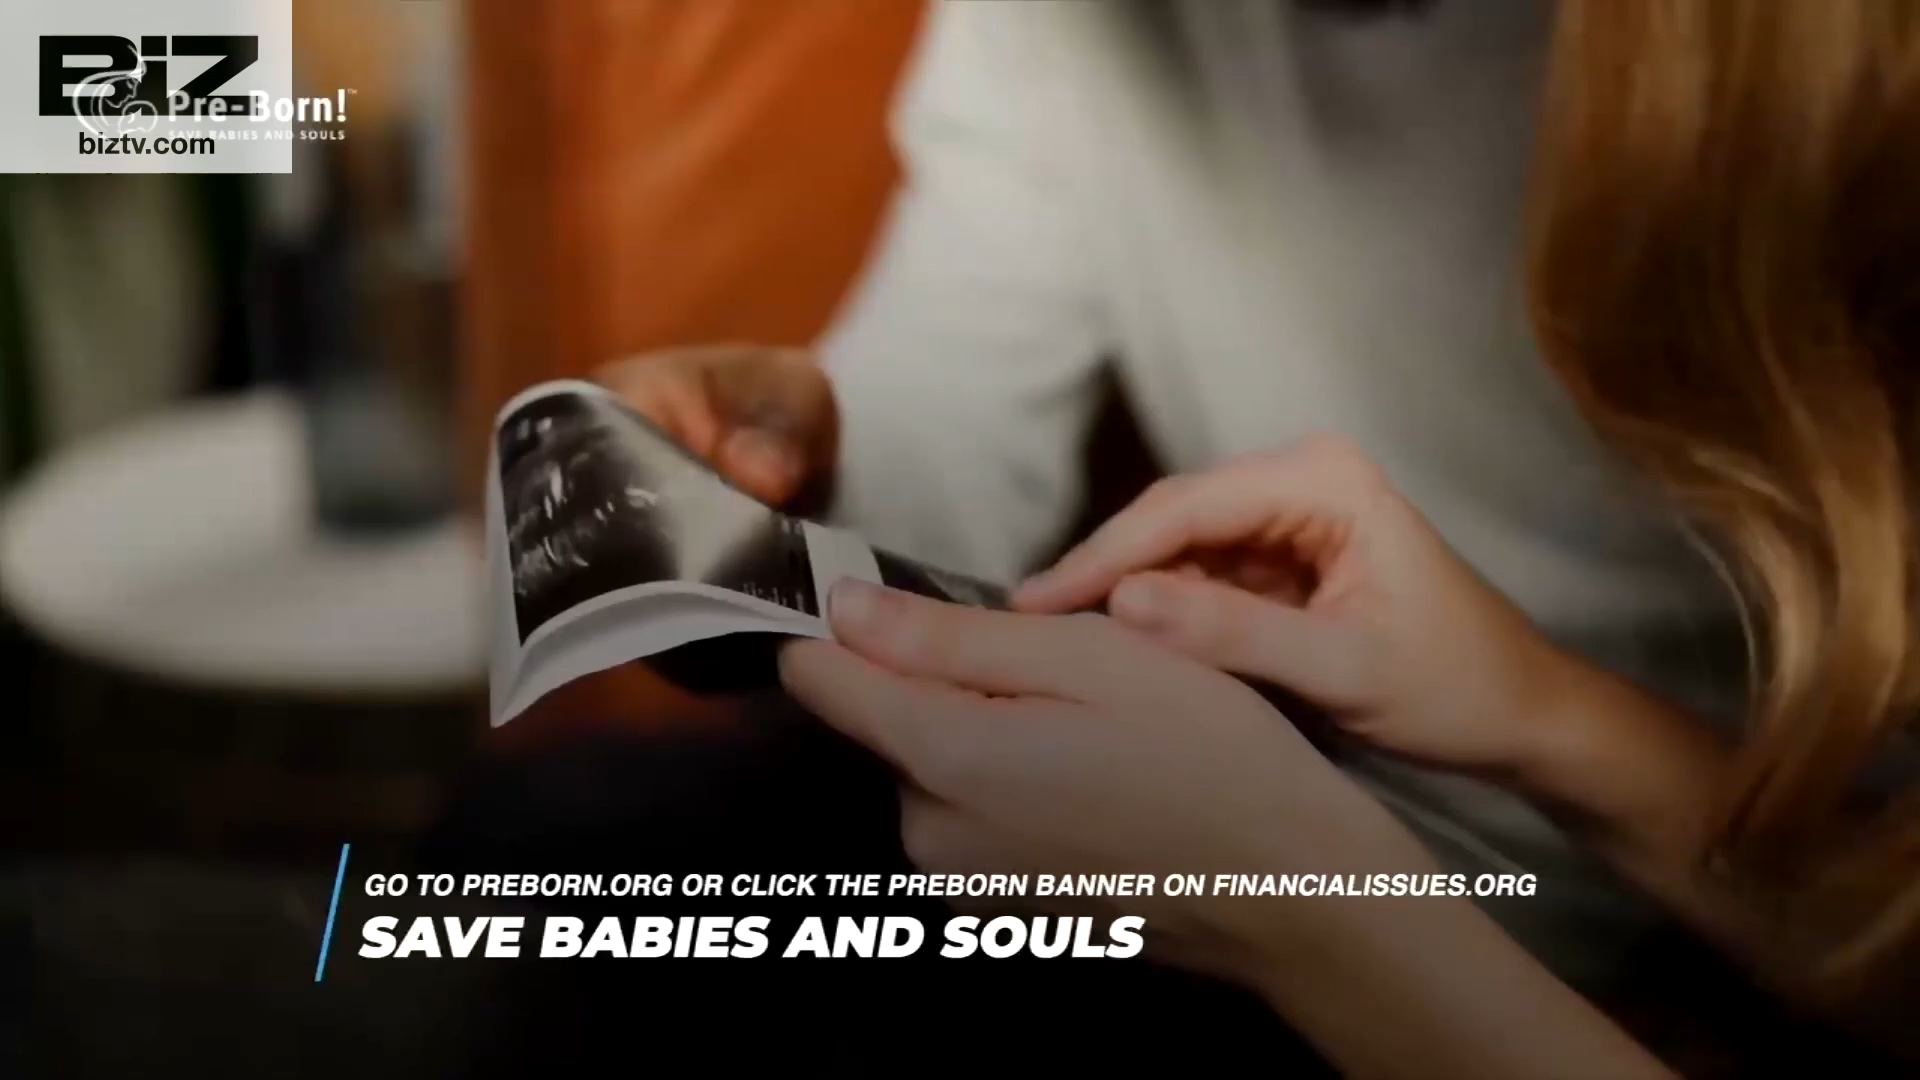 BiZ
Pre-Born!™
SAVE BABIES AND SOULS
biztv.com
GO TO PREBORN.ORG OR CLICK THE PREBORN BANNER ON FINANCIALISSUES.ORG
SAVE BABIES AND SOULS